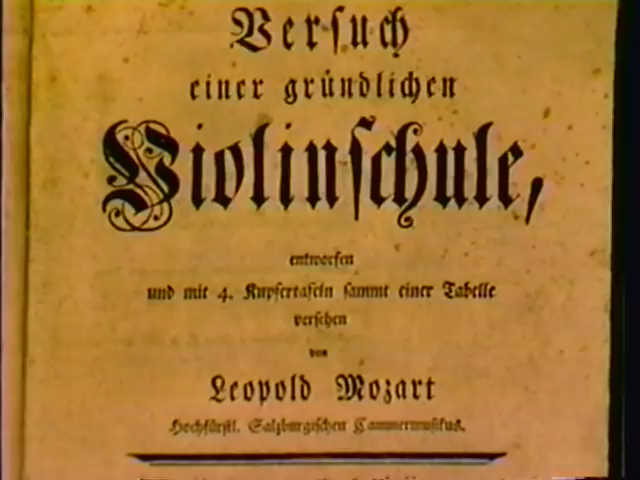 Versuch
einer gründlichen
Violinschule,
entworfen
und mit 4. Kupfertafeln sammt einer Tabelle
versehen
von
Leopold Mozart
Hochfürstl. Salzburgischen Cammermusikus.